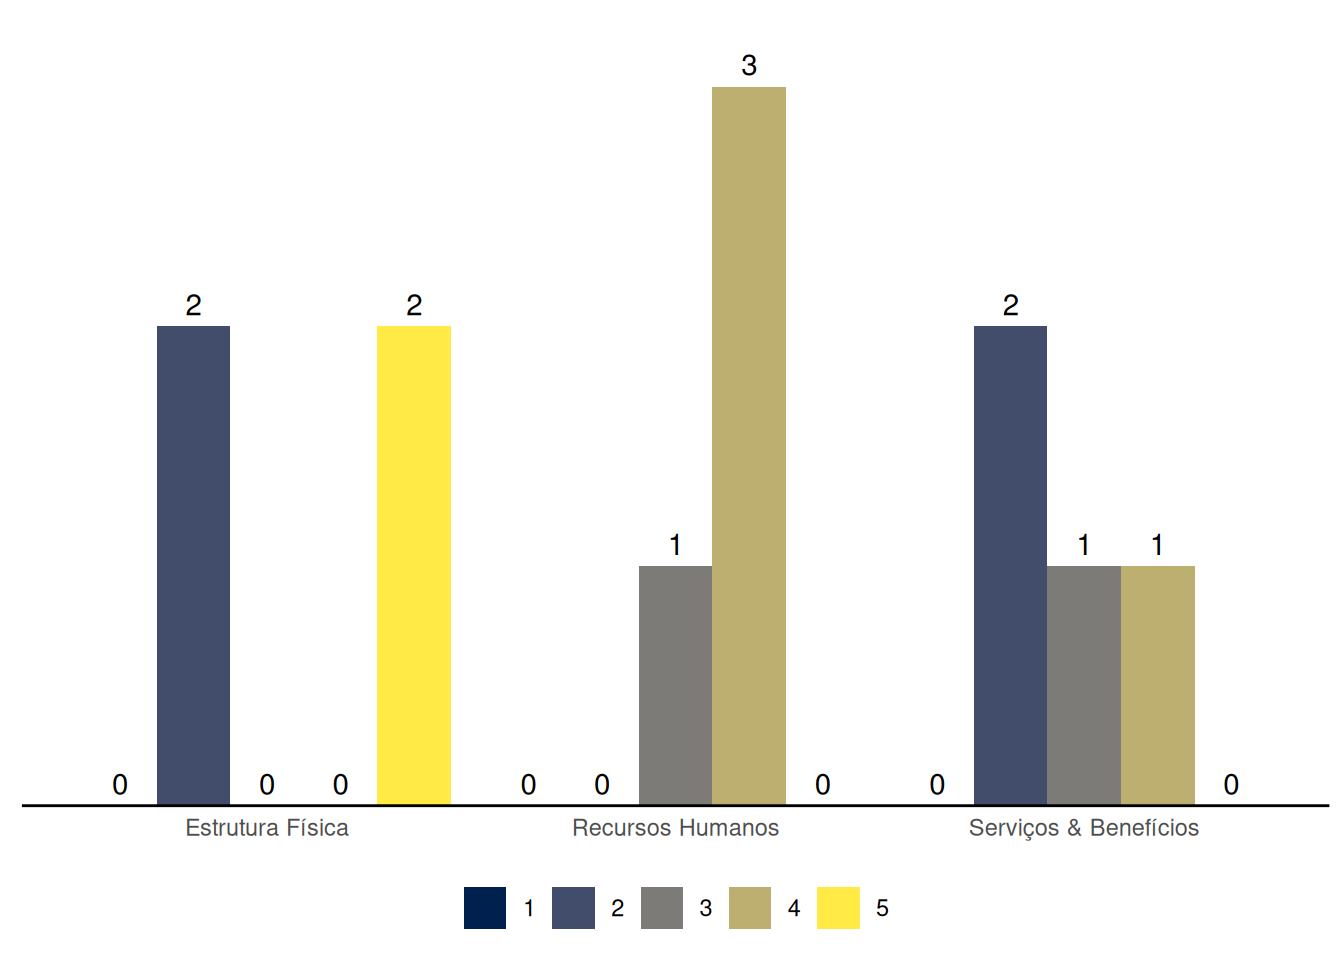 3
2 2 2
1 1 1
0 0 0 0 0 0 0 0
Estrutura Física Recursos Humanos Serviços & Benefícios
1 2 3 4 5